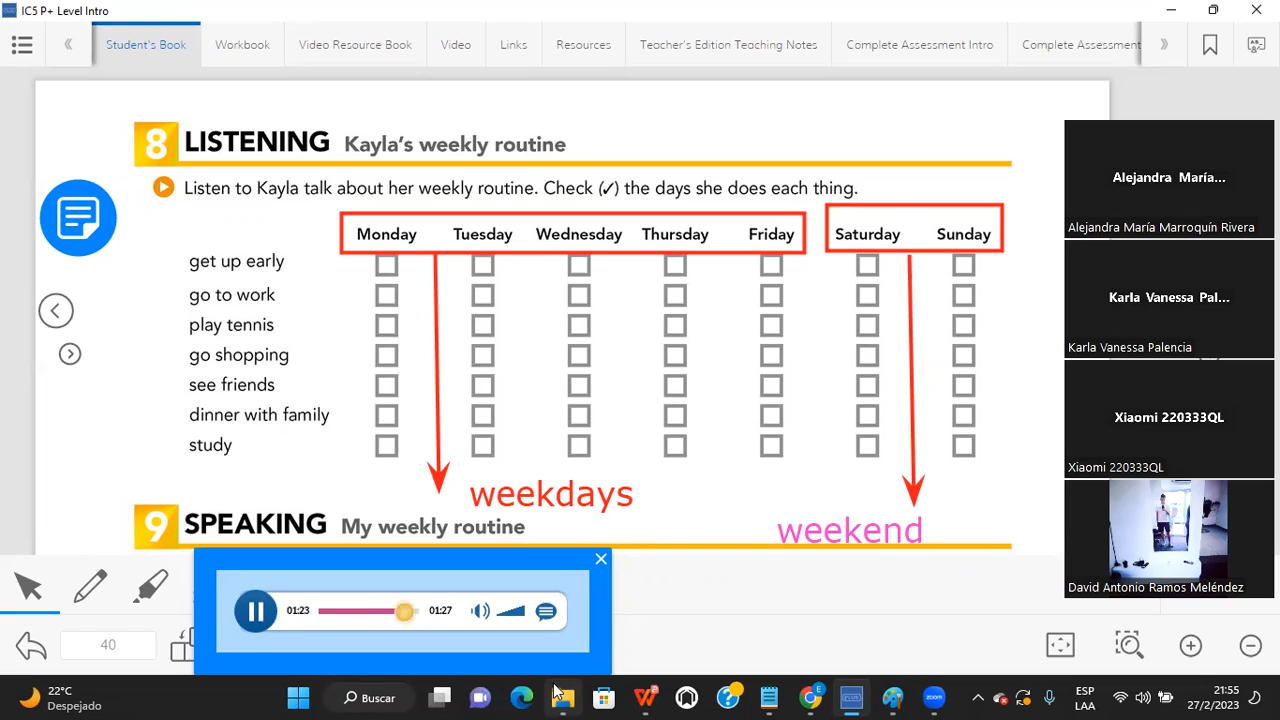 IC5 P+ Level Intro
Student's Book
Workbook
Video Resource Book
Video
Links
Resources
Teacher's Edition Teaching Notes
Complete Assessment Intro
Complete Assessment
8 LISTENING Kayla's weekly routine
Listen to Kayla talk about her weekly routine. Check (✓) the days she does each thing.
Monday Tuesday Wednesday Thursday Friday Saturday Sunday
get up early
go to work
play tennis
go shopping
see friends
dinner with family
study
weekdays
weekend
9 SPEAKING My weekly routine
01:23
01:27
40
Alejandra María...
Alejandra María Marroquín Rivera
Karla Vanessa Pal...
Karla Vanessa Palencia
Xiaomi 220333QL
Xiaomi 220333QL
David Antonio Ramos Meléndez
22°C
Despejado
Buscar
zoom
ESP
LAA
21:55
27/2/2023